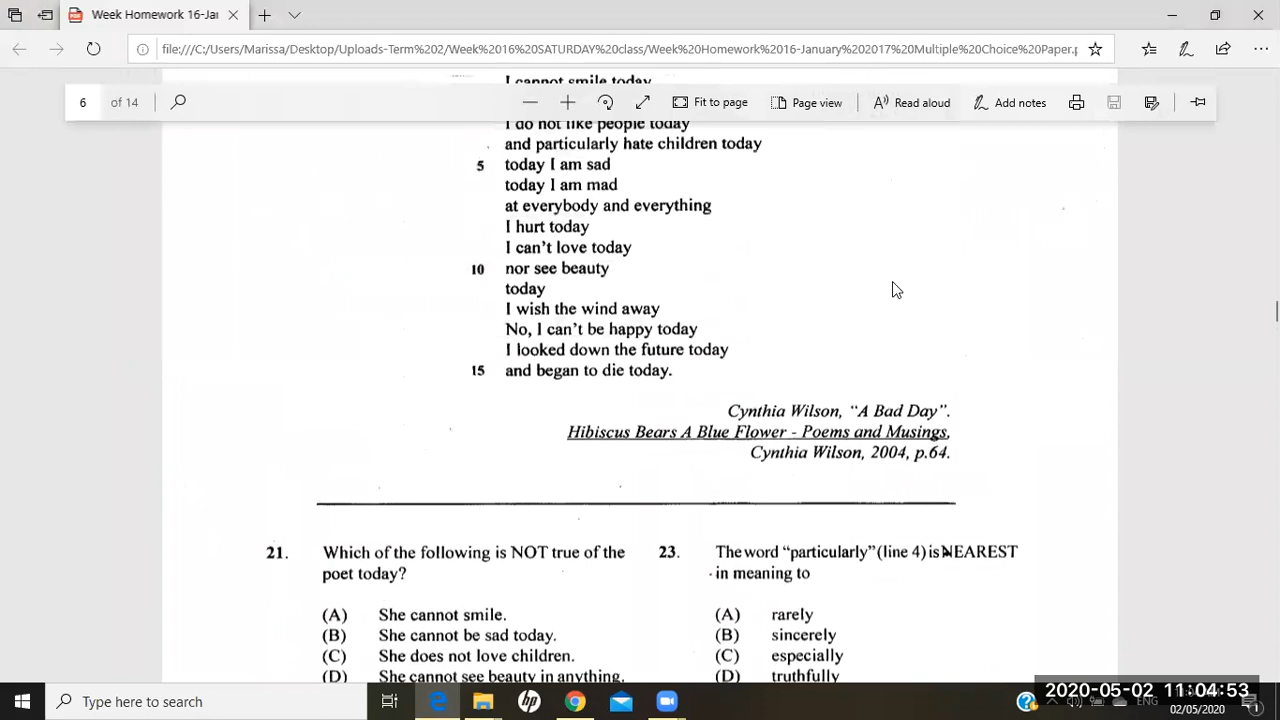 Week Homework 16-Jan
file:///C:/Users/Marissa/Desktop/Uploads-Term%202/Week%2016%20SATURDAY%20class/Week%20Homework%2016-January%202017%20Multiple%20Choice%20Paper.p
I cannot smile today
6 of 14 Fit to page Page view Read aloud Add notes
I do not like people today
and particularly hate children today
5 today I am sad
today I am mad
at everybody and everything
I hurt today
I can't love today
10 nor see beauty
today
I wish the wind away
No, I can't be happy today
I looked down the future today
15 and began to die today.
Cynthia Wilson, "A Bad Day".
Hibiscus Bears A Blue Flower - Poems and Musings,
Cynthia Wilson, 2004, p.64.
21. Which of the following is NOT true of the
poet today?
(A) She cannot smile.
(B) She cannot be sad today.
(C) She does not love children.
(D) She cannot see beauty in anything.
23. The word "particularly" (line 4) is NEAREST
in meaning to
(A) rarely
(B) sincerely
(C) especially
(D) truthfully
Type here to search
hp
ENG
2020-05-02 11:04:53
02/05/2020